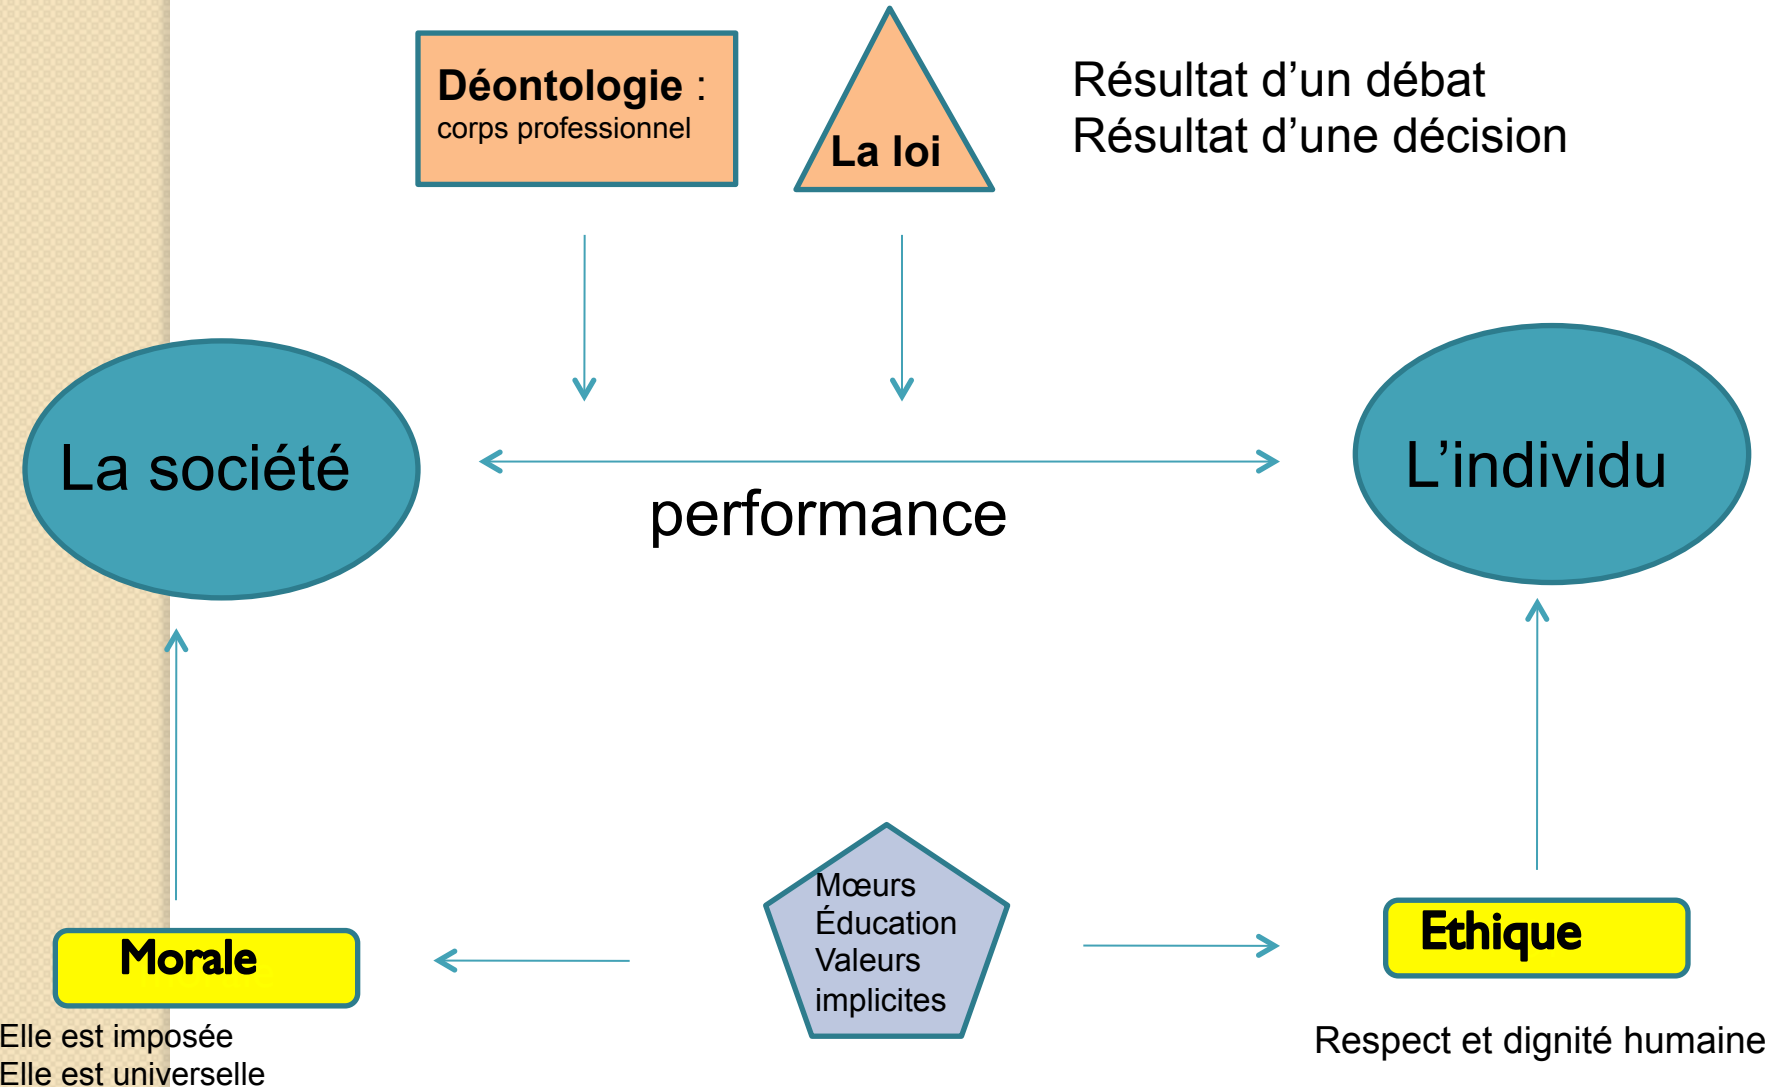 Déontologie :
corps professionnel
La loi
Résultat d’un débat
Résultat d’une décision
La société
performance
L’individu
Mœurs
Éducation
Valeurs
implicites
Morale
Ethique
Elle est imposée
Elle est universelle
Respect et dignité humaine